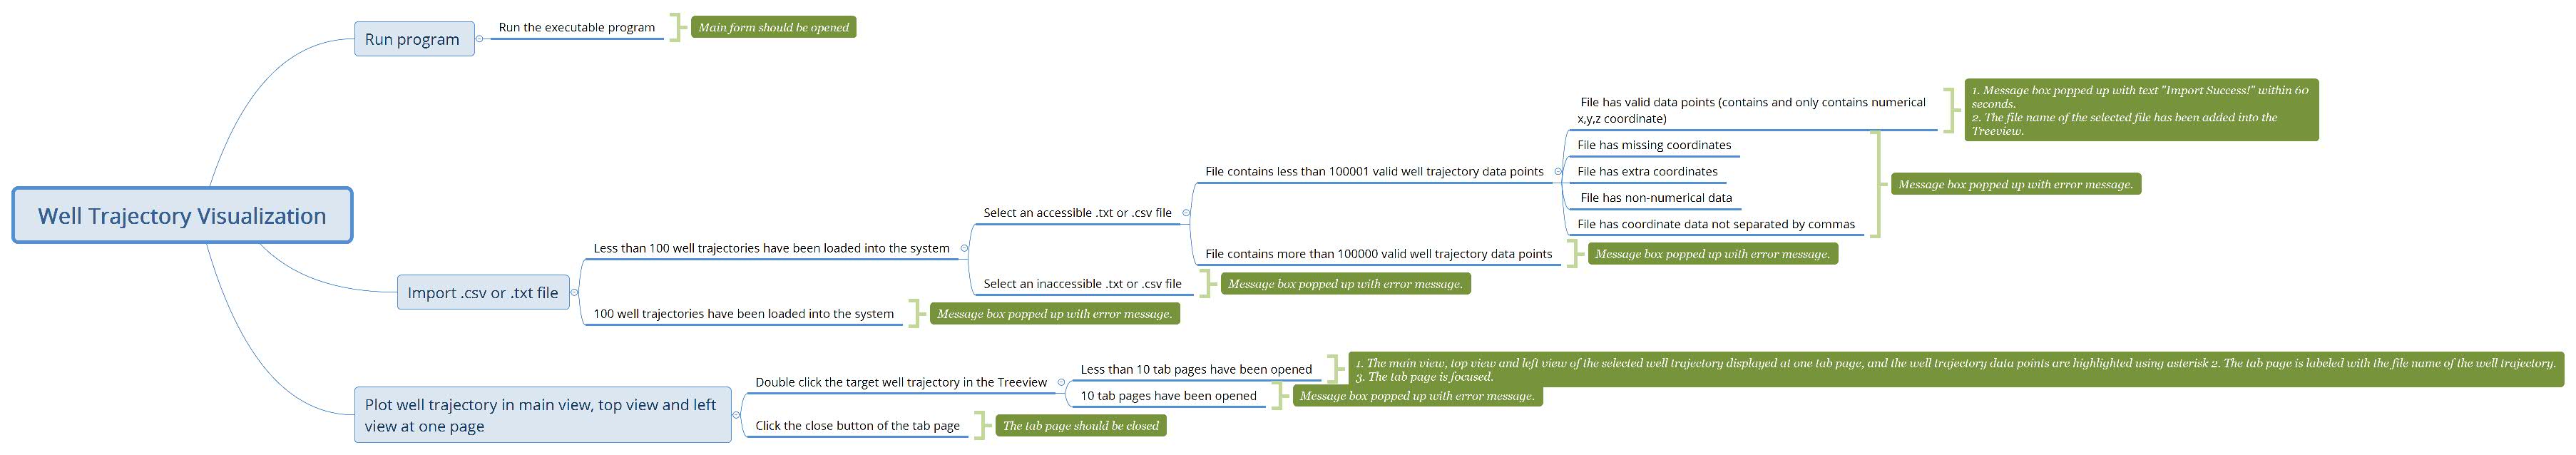 Run program
Run the executable program
Main form should be opened
File has valid data points (contains and only contains numerical
x,y,z coordinate)
1. Message box popped up with text "Import Success!" within 60
seconds.
2. The file name of the selected file has been added into the
Treeview.
File has missing coordinates
File contains less than 100001 valid well trajectory data points
File has extra coordinates
Message box popped up with error message.
File has non-numerical data
Well Trajectory Visualization
Select an accessible .txt or .csv file
File has coordinate data not separated by commas
Less than 100 well trajectories have been loaded into the system
File contains more than 100000 valid well trajectory data points
Message box popped up with error message.
Import .csv or .txt file
Select an inaccessible .txt or .csv file
Message box popped up with error message.
100 well trajectories have been loaded into the system
Message box popped up with error message.
Plot well trajectory in main view, top view and left
view at one page
Double click the target well trajectory in the Treeview
Less than 10 tab pages have been opened
1. The main view, top view and left view of the selected well trajectory displayed at one tab page, and the well trajectory data points are highlighted using asterisk 2. The tab page is labeled with the file name of the well trajectory.
3. The tab page is focused.
10 tab pages have been opened
Message box popped up with error message.
Click the close button of the tab page
The tab page should be closed